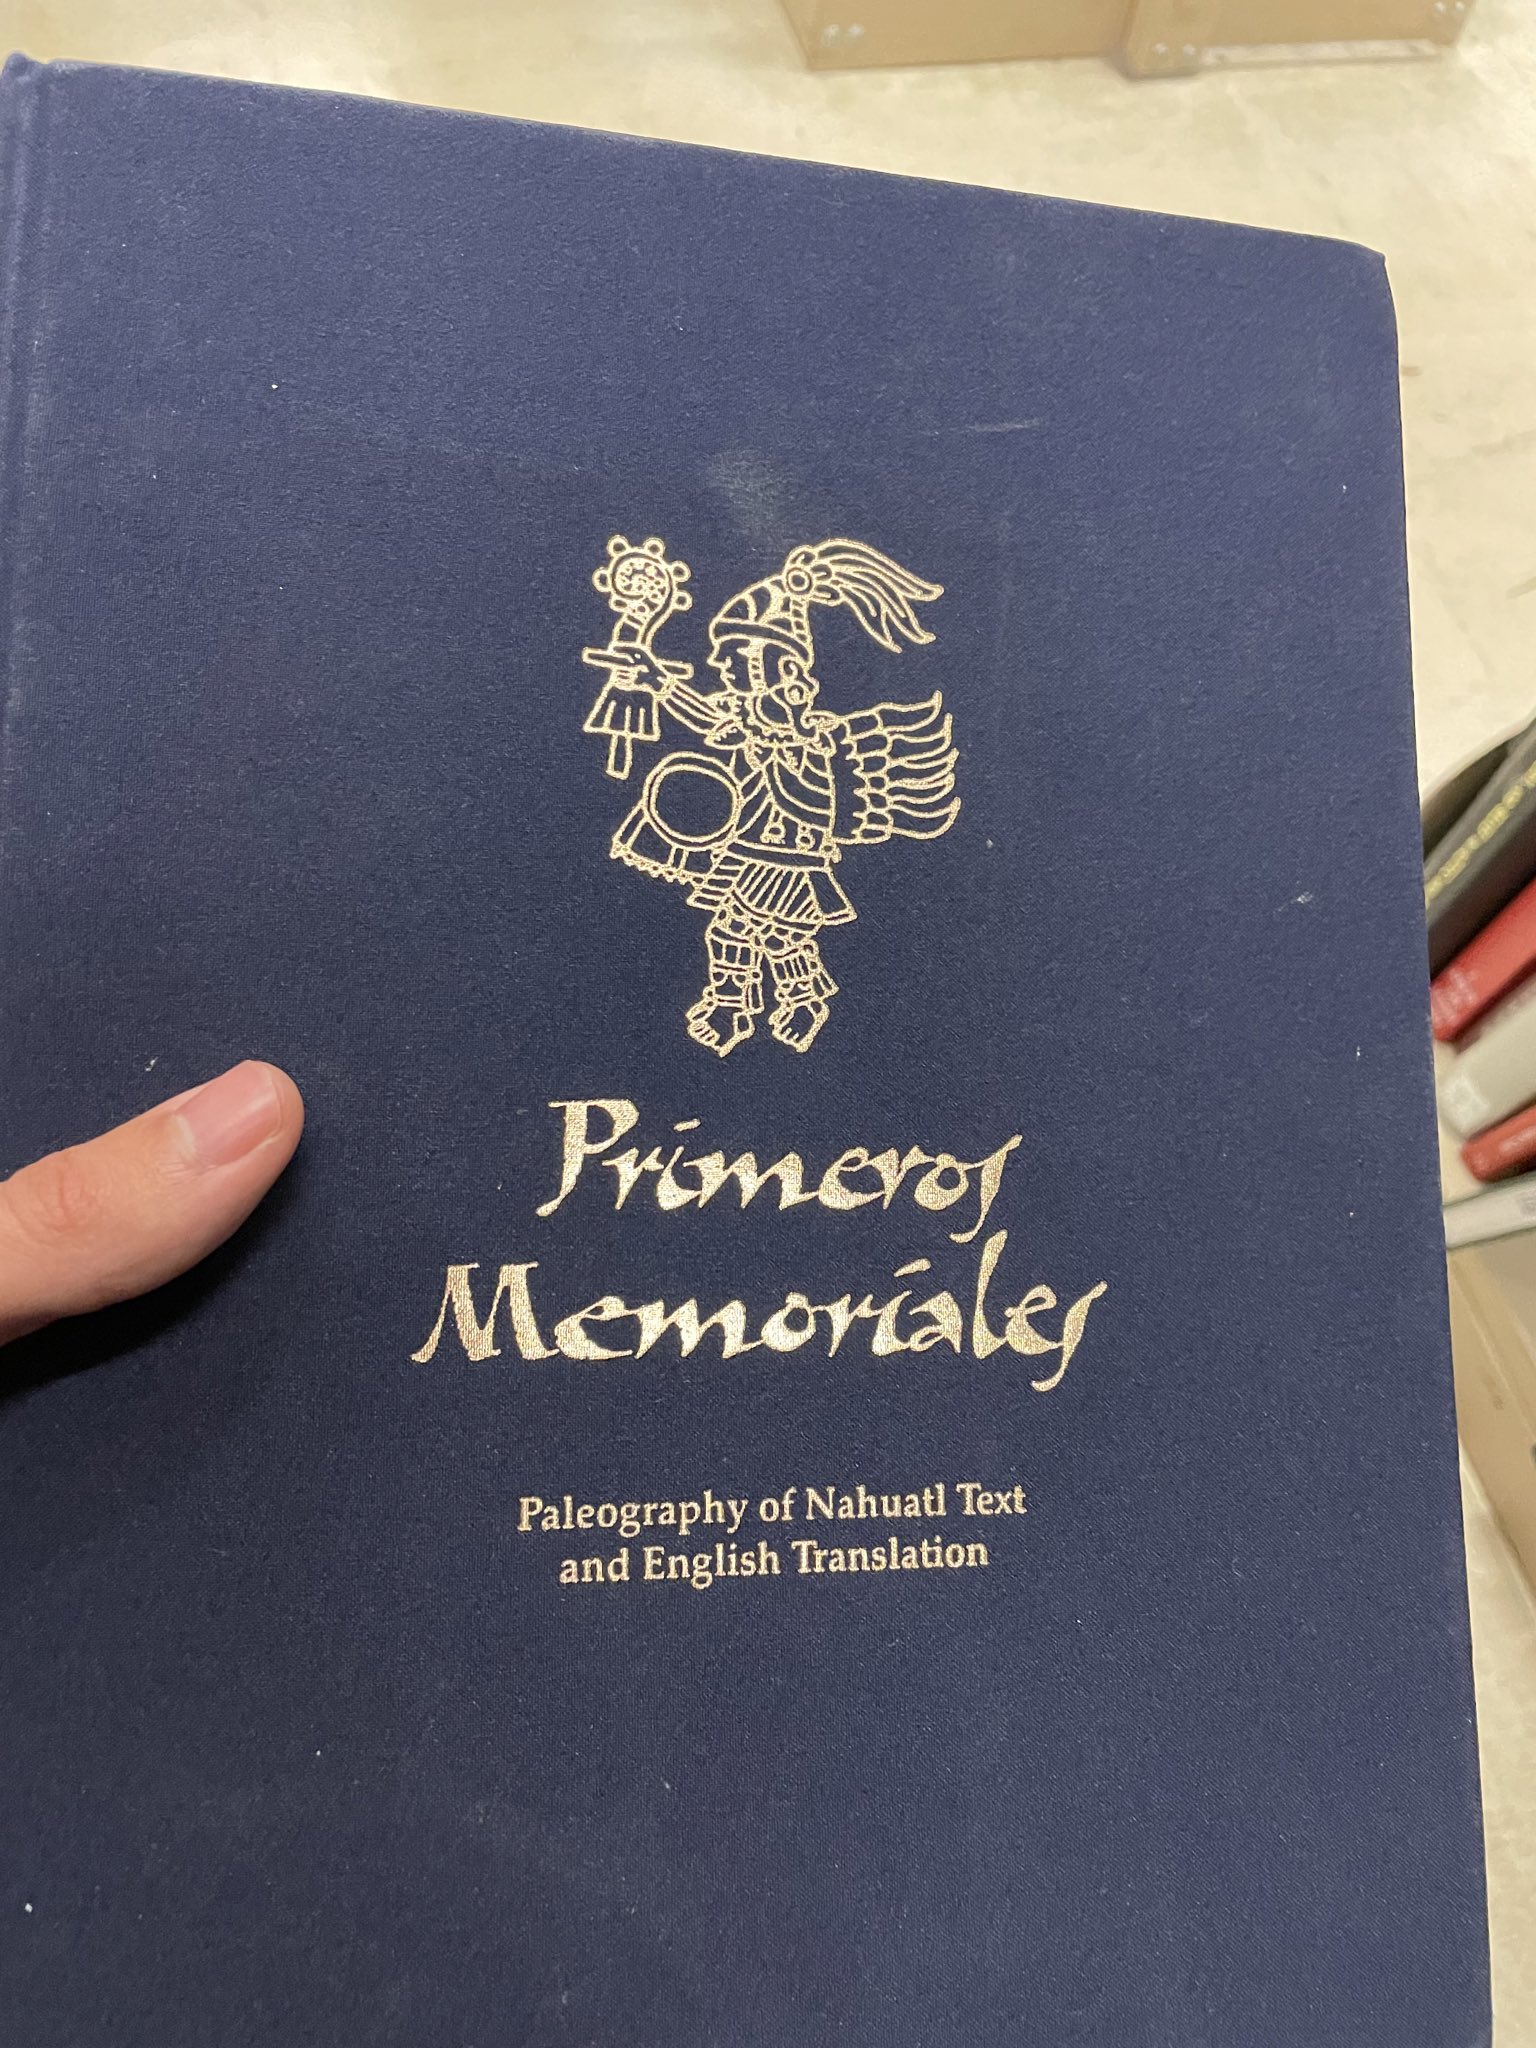 Primeros
Memoriales
Paleography of Nahuatl Text
and English Translation